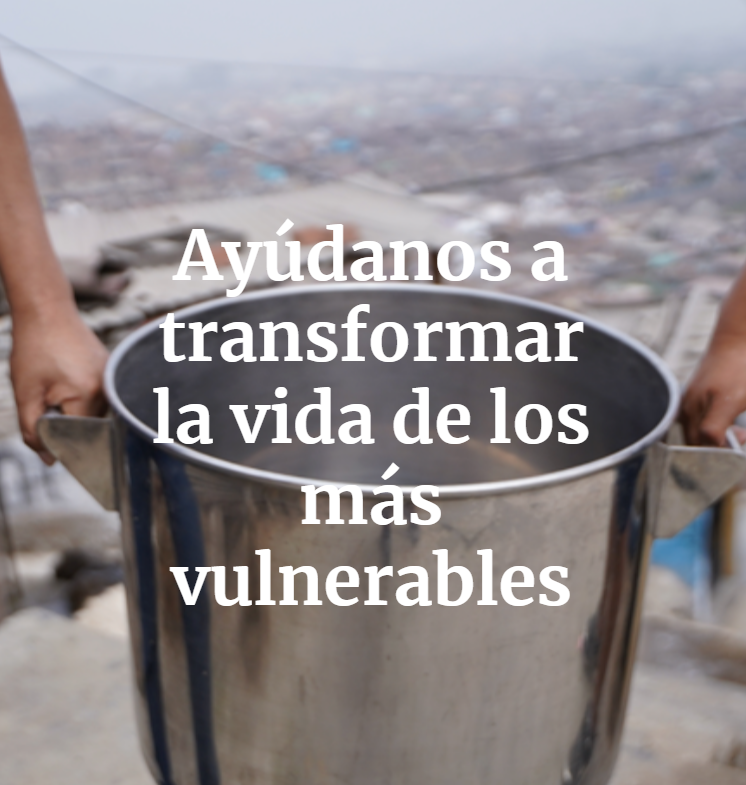 Ayúdanos a
transformar
la vida de los
más
vulnerables